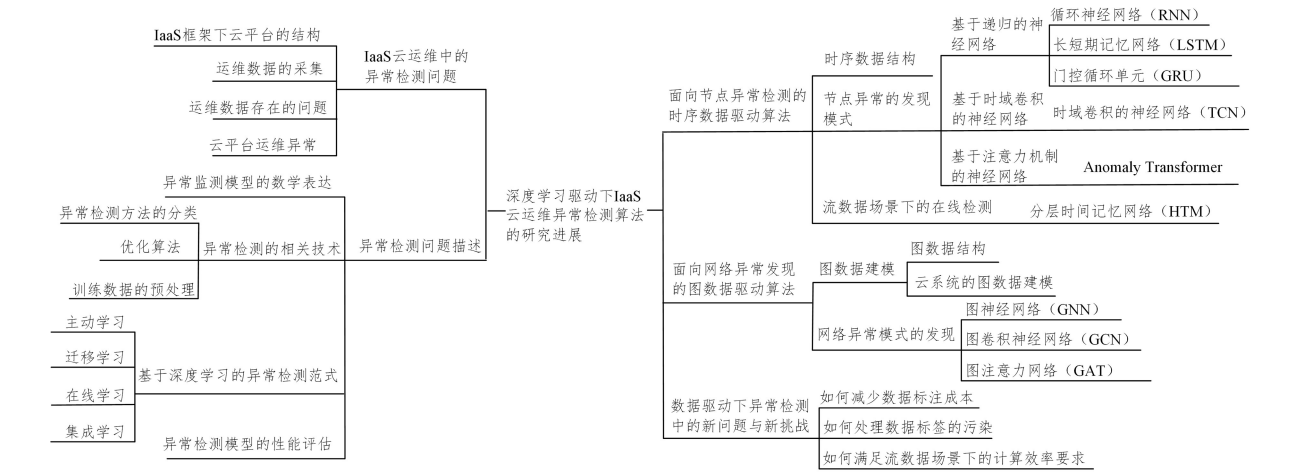 IaaS框架下云平台的结构
运维数据的采集
运维数据存在的问题
云平台运维异常
IaaS云运维中的
异常检测问题
异常监测模型的数学表达
异常检测方法的分类
优化算法
训练数据的预处理
异常检测的相关技术
异常检测问题描述
主动学习
迁移学习
在线学习
集成学习
基于深度学习的异常检测范式
异常检测模型的性能评估
深度学习驱动下IaaS
云运维异常检测算法
的研究进展
面向节点异常检测的
时序数据驱动算法
时序数据结构
节点异常的发现
模式
基于递归的神
经网络
循环神经网络（RNN）
长短期记忆网络（LSTM）
门控循环单元（GRU）
基于时域卷积
的神经网络
时域卷积的神经网络（TCN）
基于注意力机制
的神经网络
Anomaly Transformer
流数据场景下的在线检测
分层时间记忆网络（HTM）
面向网络异常发现
的图数据驱动算法
图数据建模
图数据结构
云系统的图数据建模
网络异常模式的发现
图神经网络（GNN）
图卷积神经网络（GCN）
图注意力网络（GAT）
数据驱动下异常检测
中的新问题与新挑战
如何减少数据标注成本
如何处理数据标签的污染
如何满足流数据场景下的计算效率要求